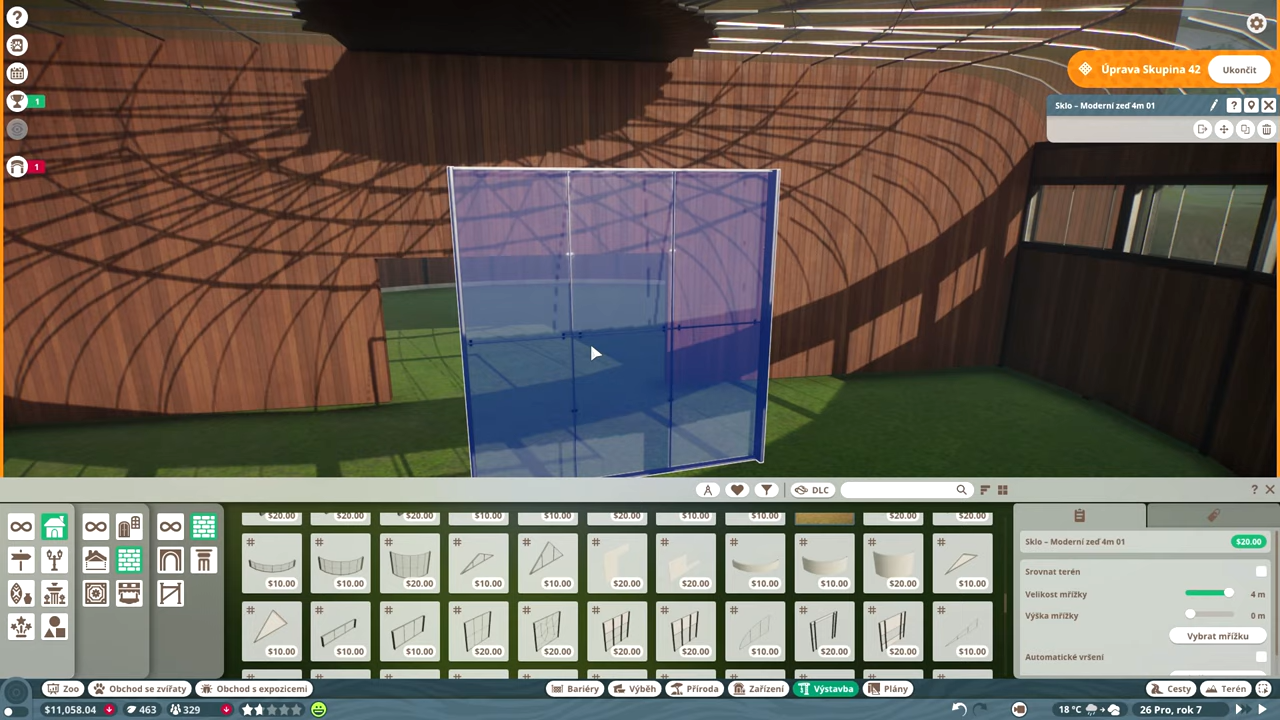 ?
Úprava Skupina 42
Ukončit
1
Sklo – Moderní zeď 4m 01
?
1
DLC
?
$20.00 $20.00 $20.00 $10.00 $10.00 $20.00 $10.00 $10.00 $20.00 $20.00
Sklo – Moderní zeď 4m 01 $20.00
Srovnat terén
$10.00 $10.00 $20.00 $10.00 $10.00 $20.00 $20.00 $10.00 $10.00 $20.00 $10.00
Velikost mřížky 4 m
Výška mřížky 0 m
Vybrat mřížku
$10.00 $10.00 $10.00 $20.00 $20.00 $20.00 $20.00 $10.00 $20.00 $20.00 $10.00
Automatické vršení
Zoo
Obchod se zvířaty
Obchod s expozicemi
Bariéry
Výběh
Příroda
Zařízení
Výstavba
Plány
Cesty
Terén
$11,058.04
463
329
18 °C
26 Pro, rok 7